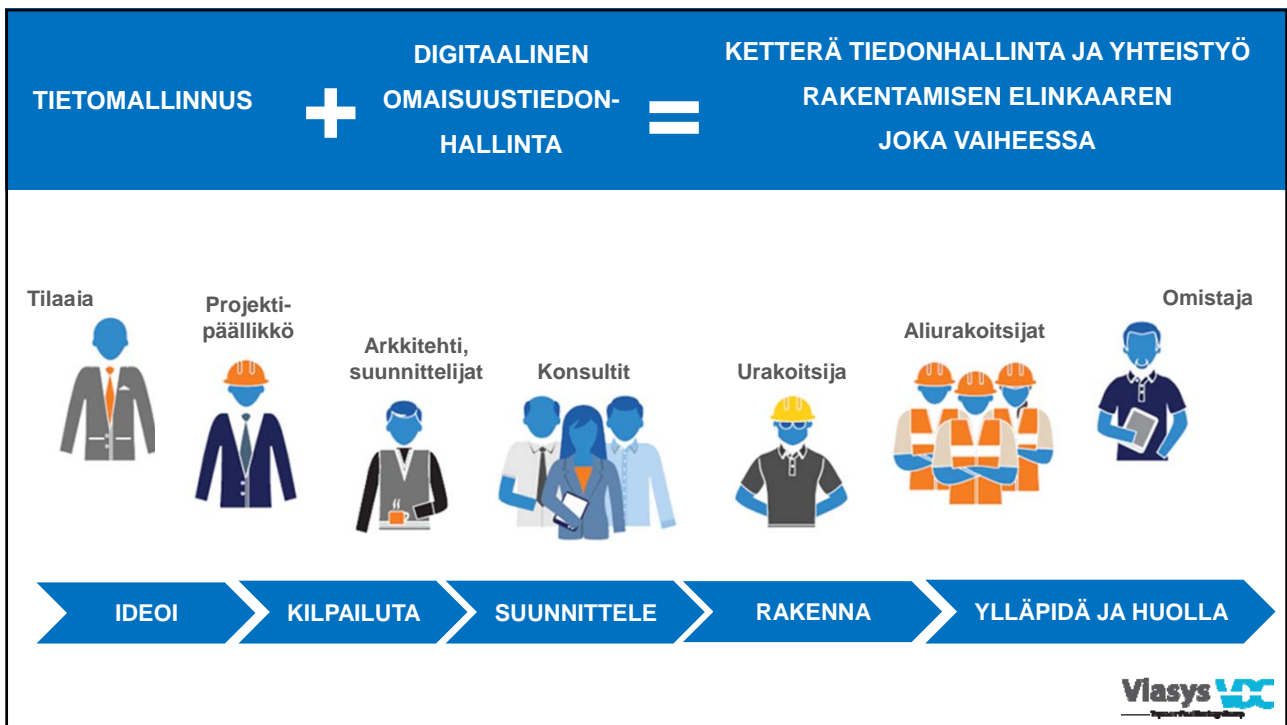 TIETOMALLINNUS
+
DIGITAALINEN
OMAISUUSTIEDON-
HALLINTA
=
KETTERÄ TIEDONHALLINTA JA YHTEISTYÖ
RAKENTAMISEN ELINKAAREN
JOKA VAIHEESSA
Tilaaia
Projekti-
päällikkö
Arkkitehti,
suunnittelijat
Konsultit
Urakoitsija
Aliurakoitsijat
Omistaja
IDEOI
KILPAILUTA
SUUNNITTELE
RAKENNA
YLLÄPIDÄ JA HUOLLA
Vlasys VDC